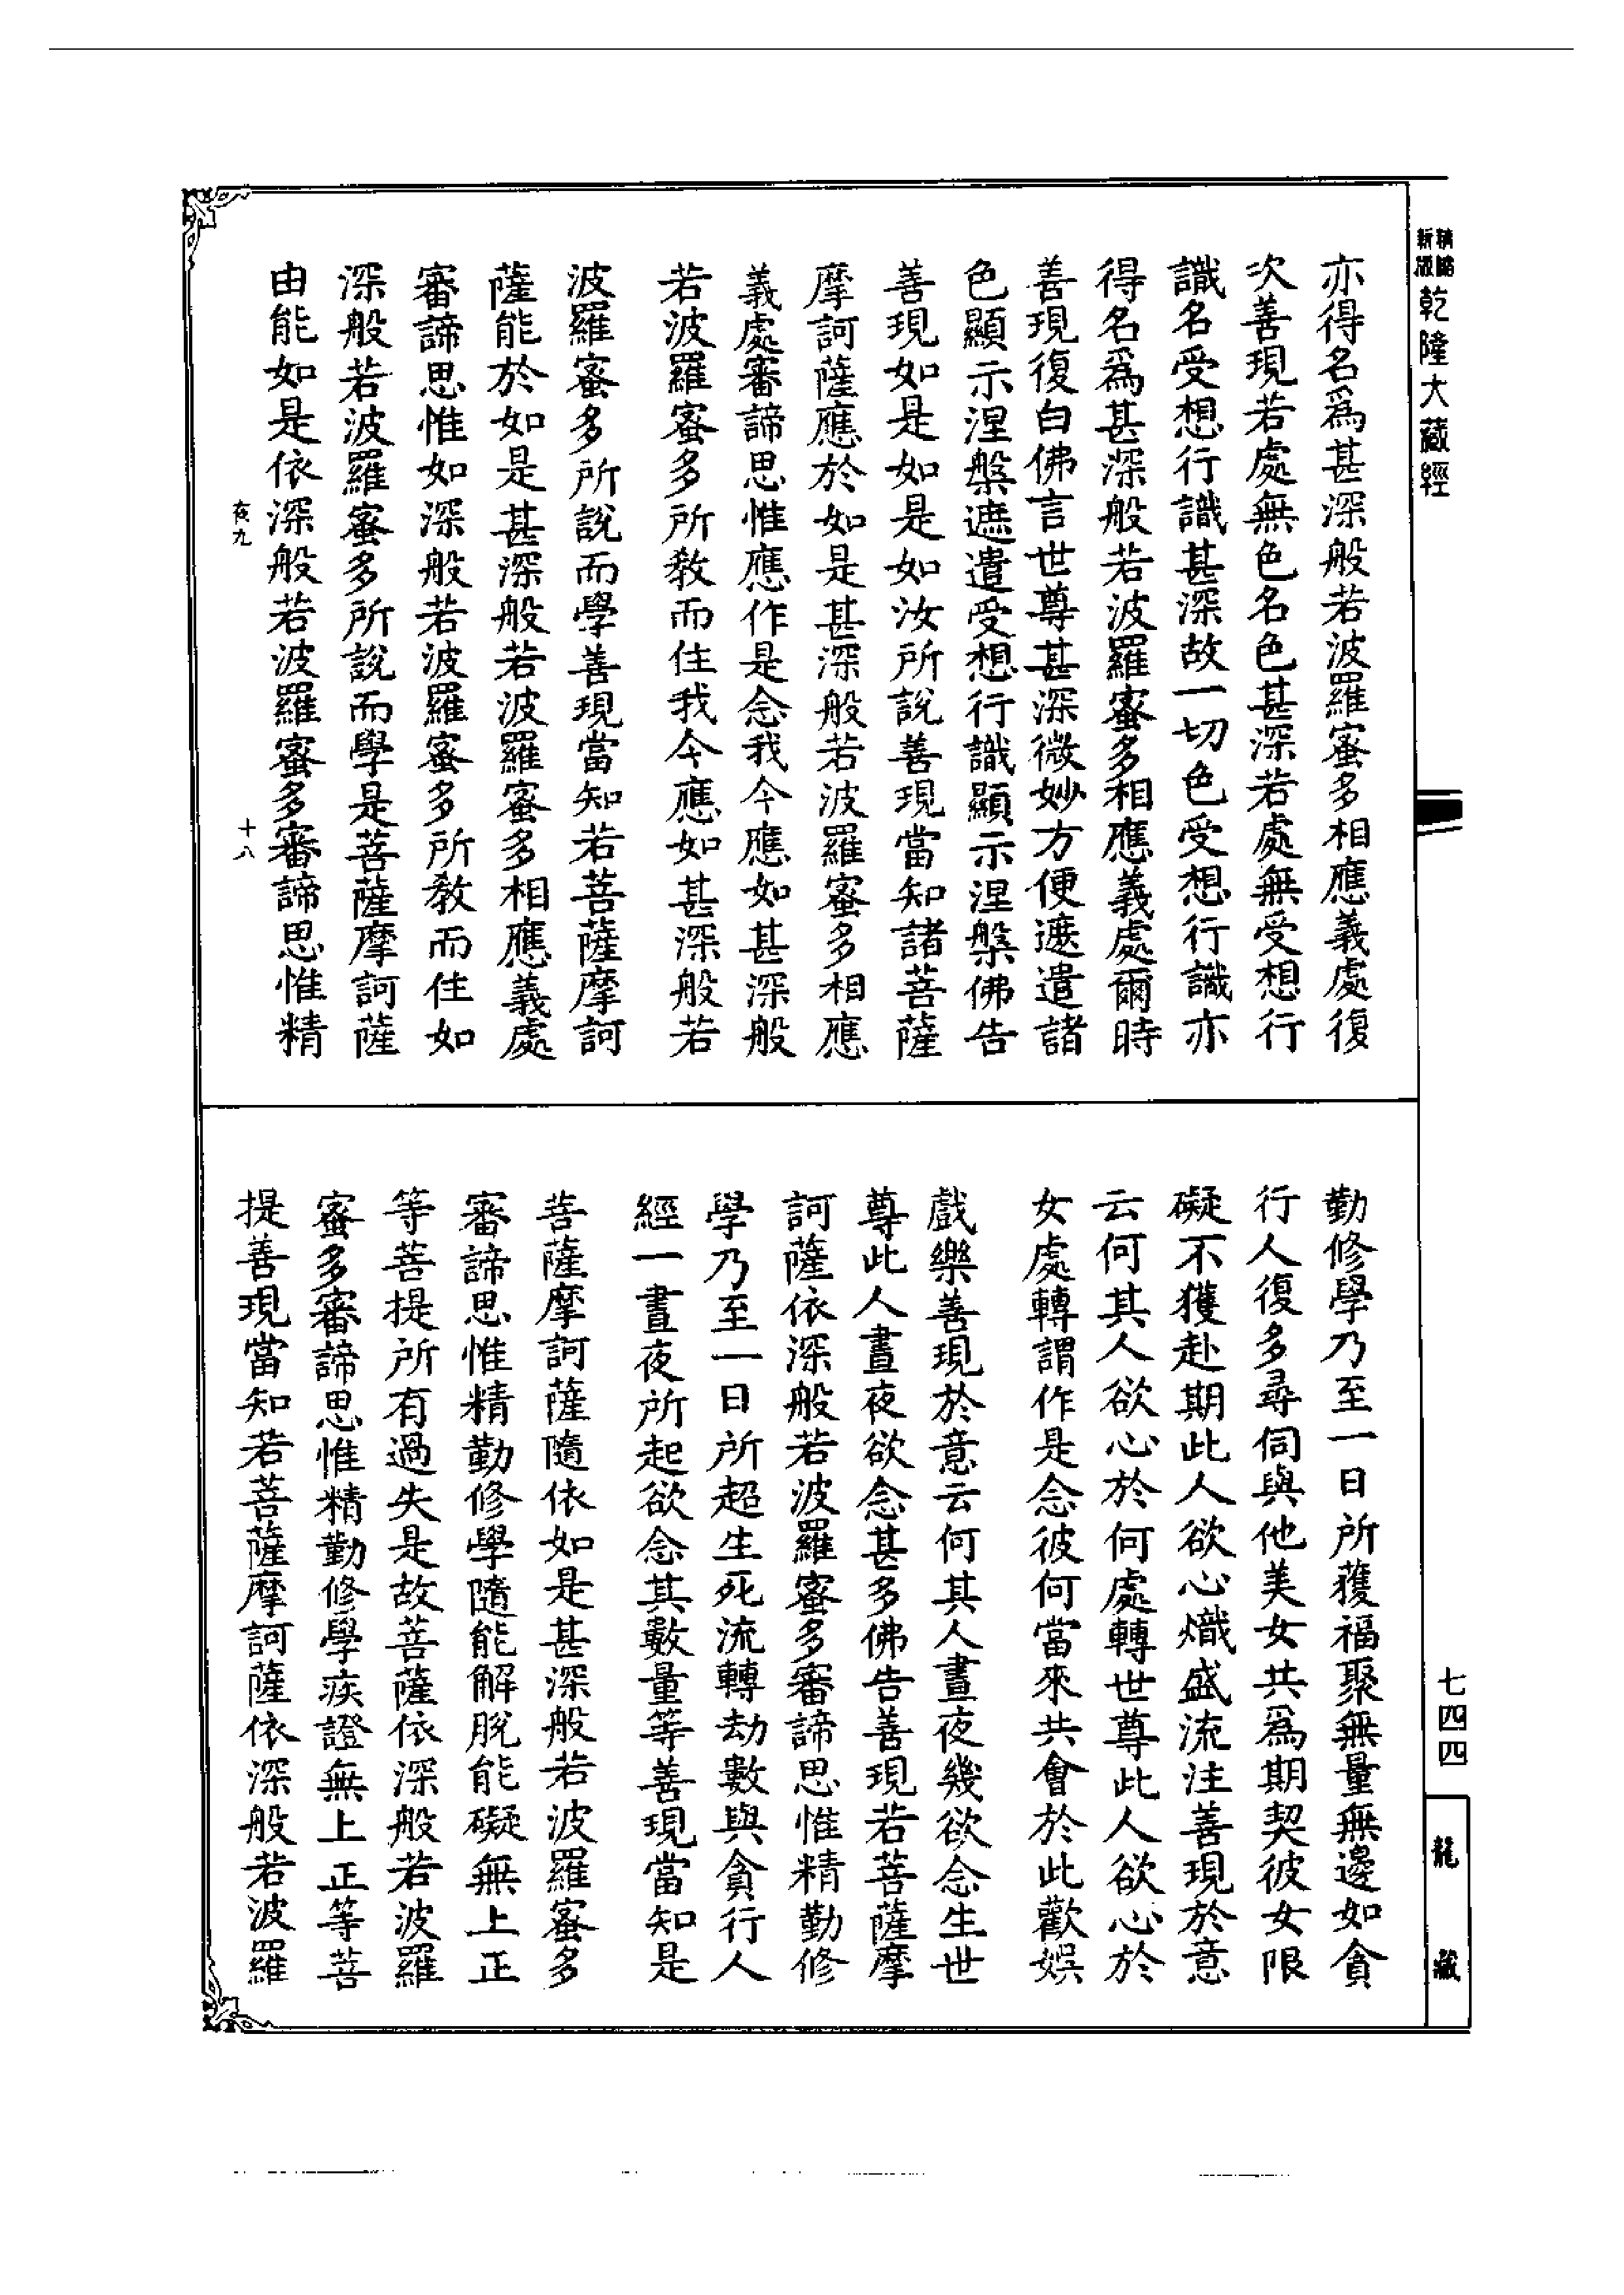 新版
精縮
乾隆大藏經
亦得名爲甚深般若波羅蜜多相應義處復
次善現若處無色名色甚深若處無受想行
識名受想行識甚深故一切色受想行識亦
得名爲甚深般若波羅蜜多相應義處爾時
善現復白佛言世尊甚深微妙方便遮遣諸
色顯示涅槃遮遣受想行識顯示涅槃佛告
善現如是如是如汝所說善現當知諸菩薩
摩訶薩應於如是甚深般若波羅蜜多相應
義處審諦思惟應作是念我今應如甚深般
若波羅蜜多所教而住我今應如甚深般若
波羅蜜多所說而學善現當知若菩薩摩訶
薩能於如是甚深般若波羅蜜多相應義處
審諦思惟如深般若波羅蜜多所教而住如
深般若波羅蜜多所說而學是菩薩摩訶薩
由能如是依深般若波羅蜜多審諦思惟精
夜九
十八
勤修學乃至一日所獲福聚無量無邊如貪
行人復多尋伺與他美女共爲期契彼女限
礙不獲赴期此人欲心熾盛流注善現於意
云何其人欲心於何處轉世尊此人欲心於
女處轉謂作是念彼何當來共會於此歡娛
戲樂善現於意云何其人晝夜幾欲念生世
尊此人晝夜欲念甚多佛告善現若菩薩摩
訶薩依深般若波羅蜜多審諦思惟精勤修
學乃至一日所超生死流轉劫數與貪行人
經一晝夜所起欲念其數量等善現當知是
菩薩摩訶薩隨依如是甚深般若波羅蜜多
審諦思惟精勤修學隨能解脫能礙無上正
等菩提所有過失是故菩薩依深般若波羅
蜜多審諦思惟精勤修學疾證無上正等菩
提善現當知若菩薩摩訶薩依深般若波羅
七四四
龍藏